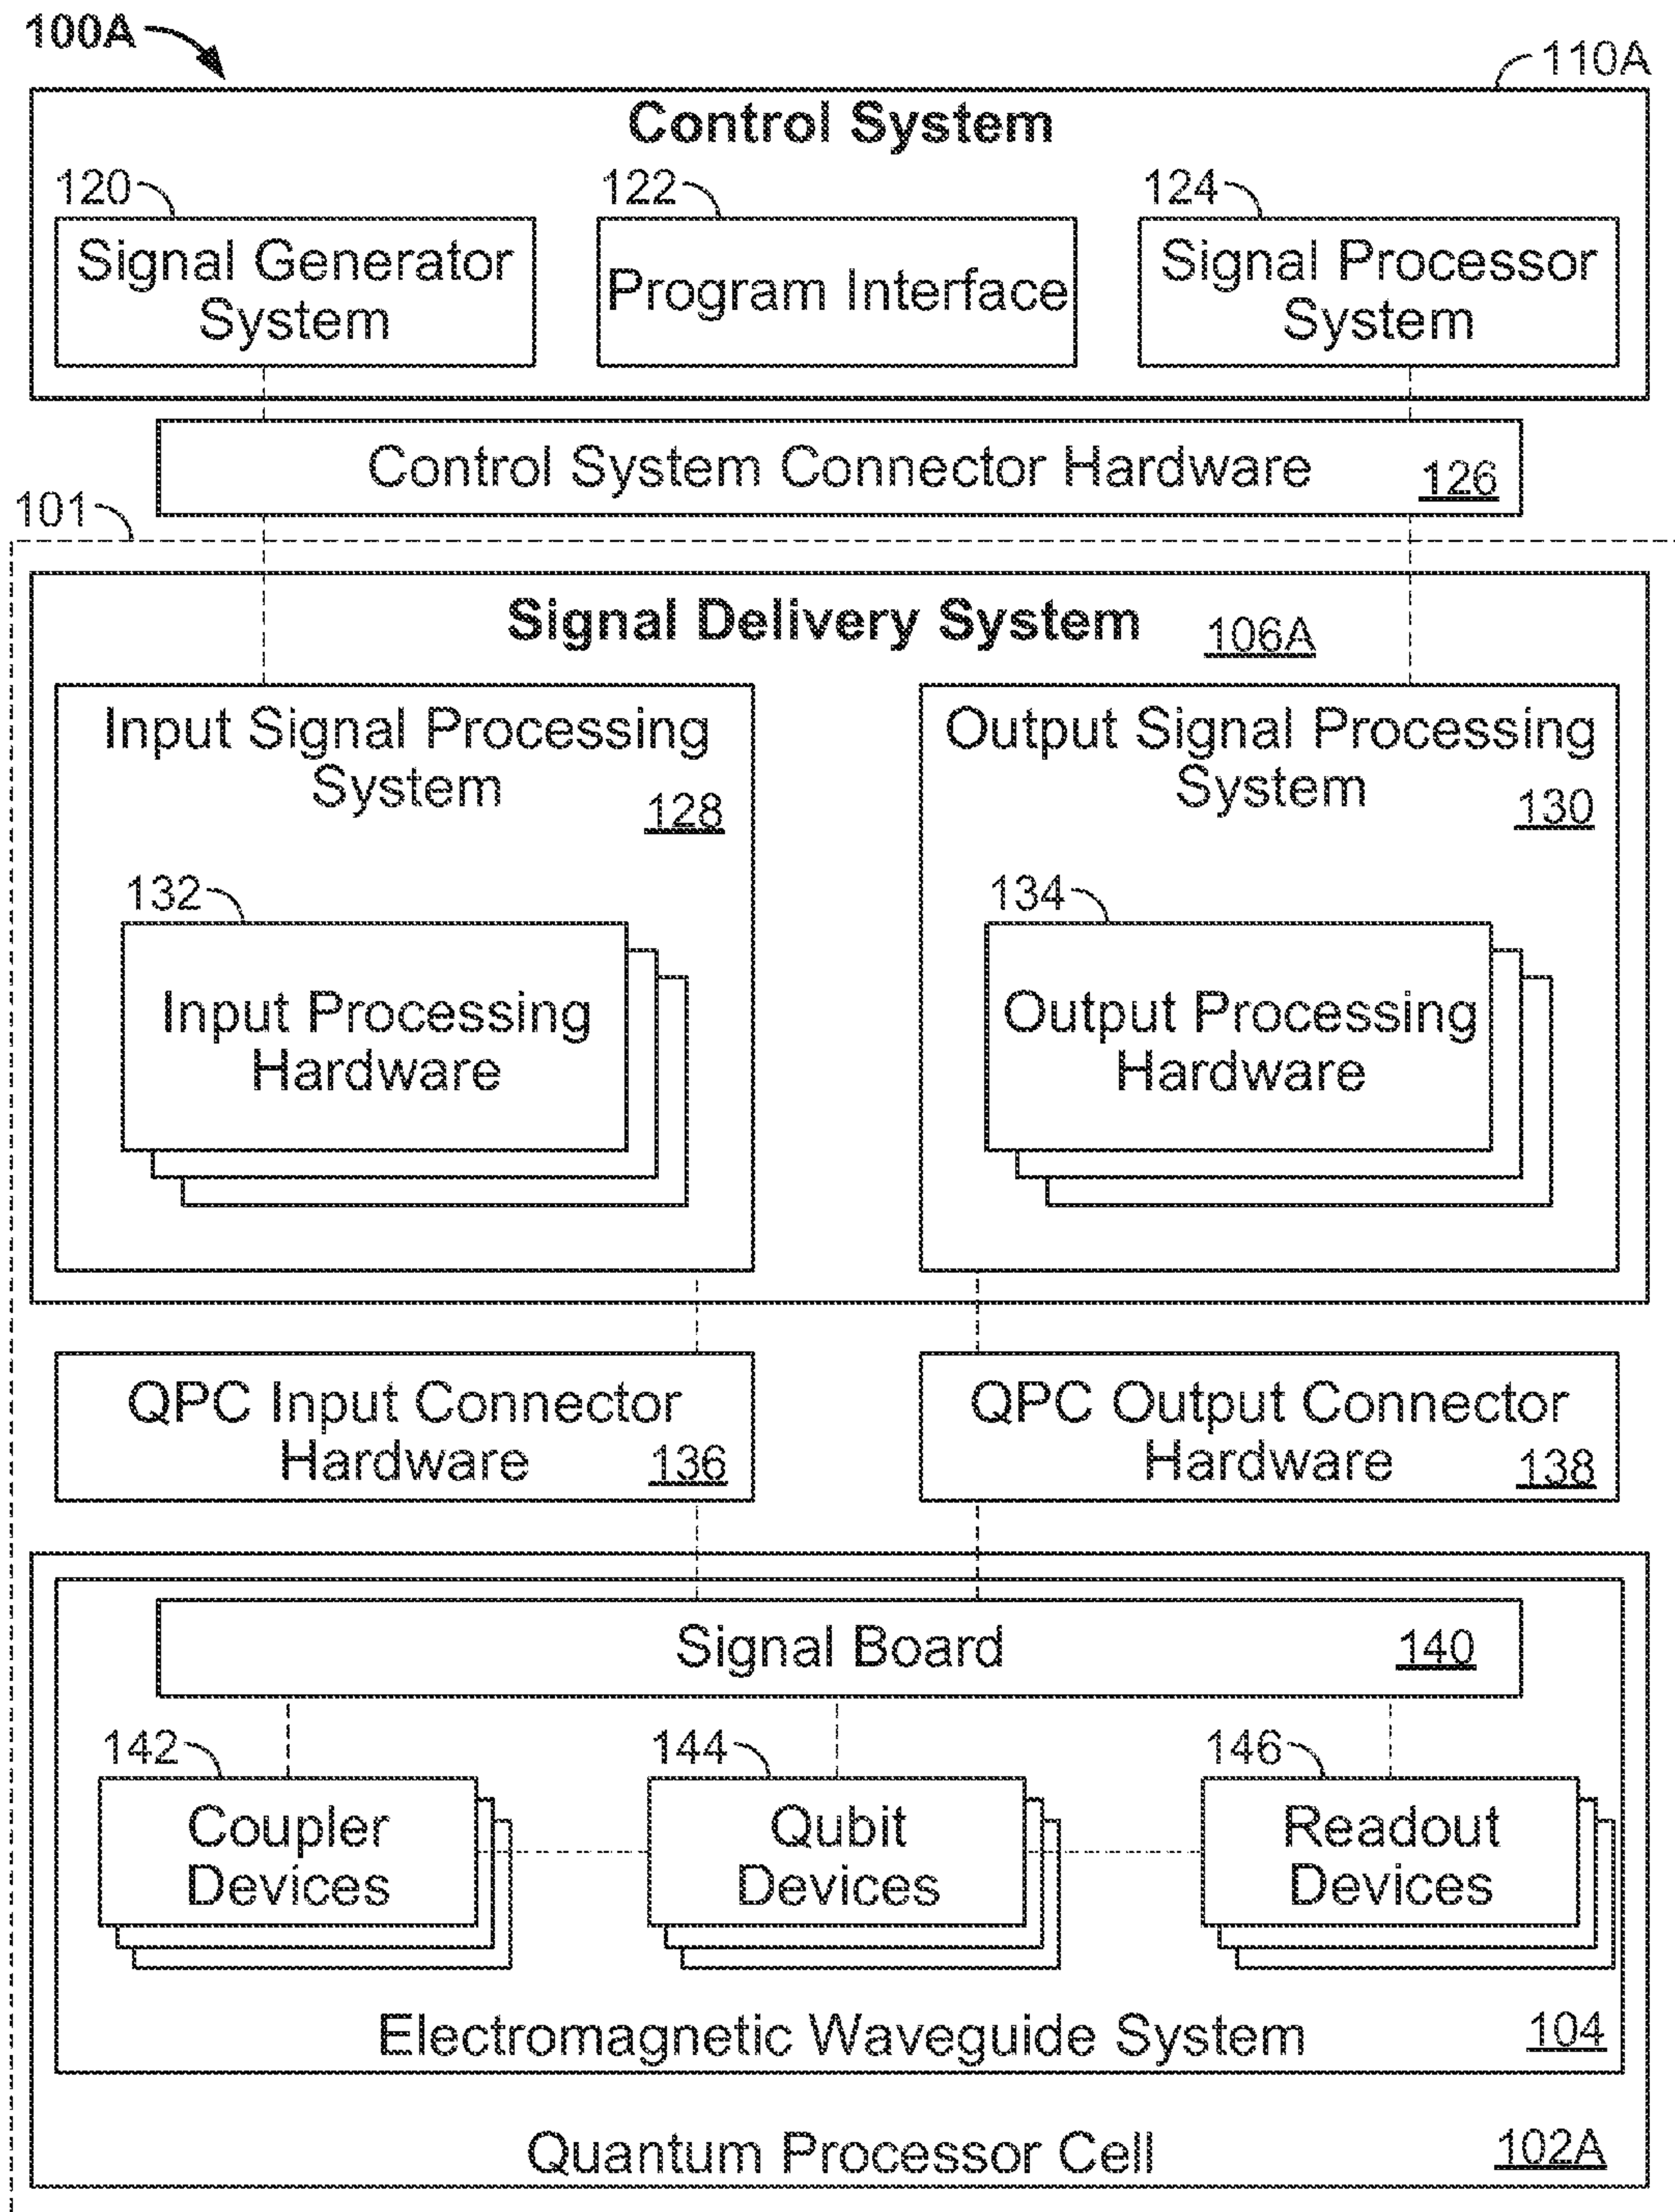 100A
110A
Control System
120
122
124
Signal Generator
System
Program Interface
Signal Processor
System
Control System Connector Hardware 126
101
Signal Delivery System 106A
Input Signal Processing
System
128
Output Signal Processing
System
130
132
134
Input Processing
Hardware
Output Processing
Hardware
QPC Input Connector
Hardware 136
QPC Output Connector
Hardware 138
Signal Board 140
142
144
146
Coupler
Devices
Qubit
Devices
Readout
Devices
Electromagnetic Waveguide System 104
Quantum Processor Cell 102A